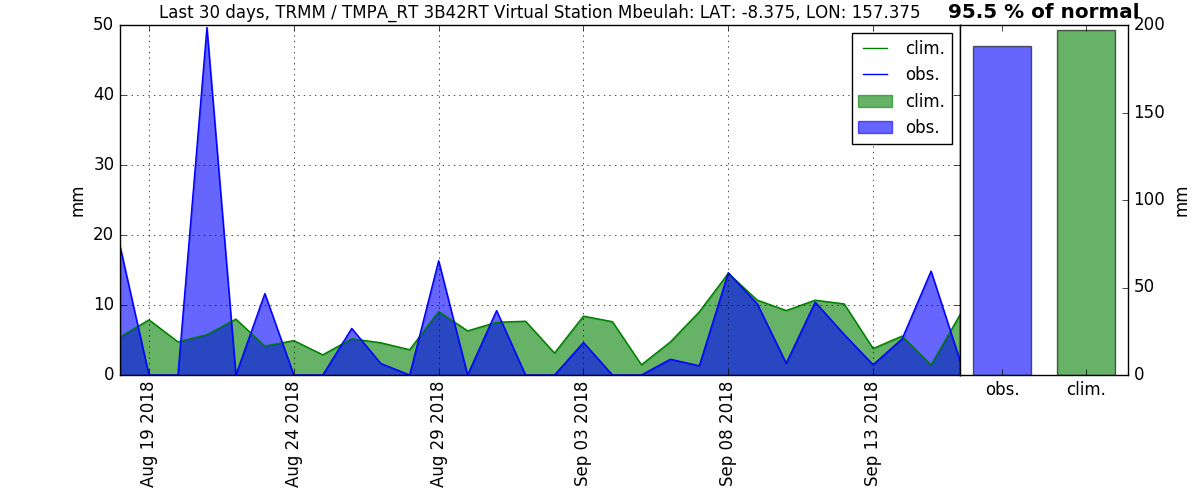 Last 30 days, TRMM / TMPA_RT 3B42RT Virtual Station Mbeulah: LAT: -8.375, LON: 157.375
95.5 % of normal
50
40
30
20
10
0
mm
clim.
obs.
clim.
obs.
Aug 19 2018
Aug 24 2018
Aug 29 2018
Sep 03 2018
Sep 08 2018
Sep 13 2018
200
150
100
50
0
mm
obs.
clim.